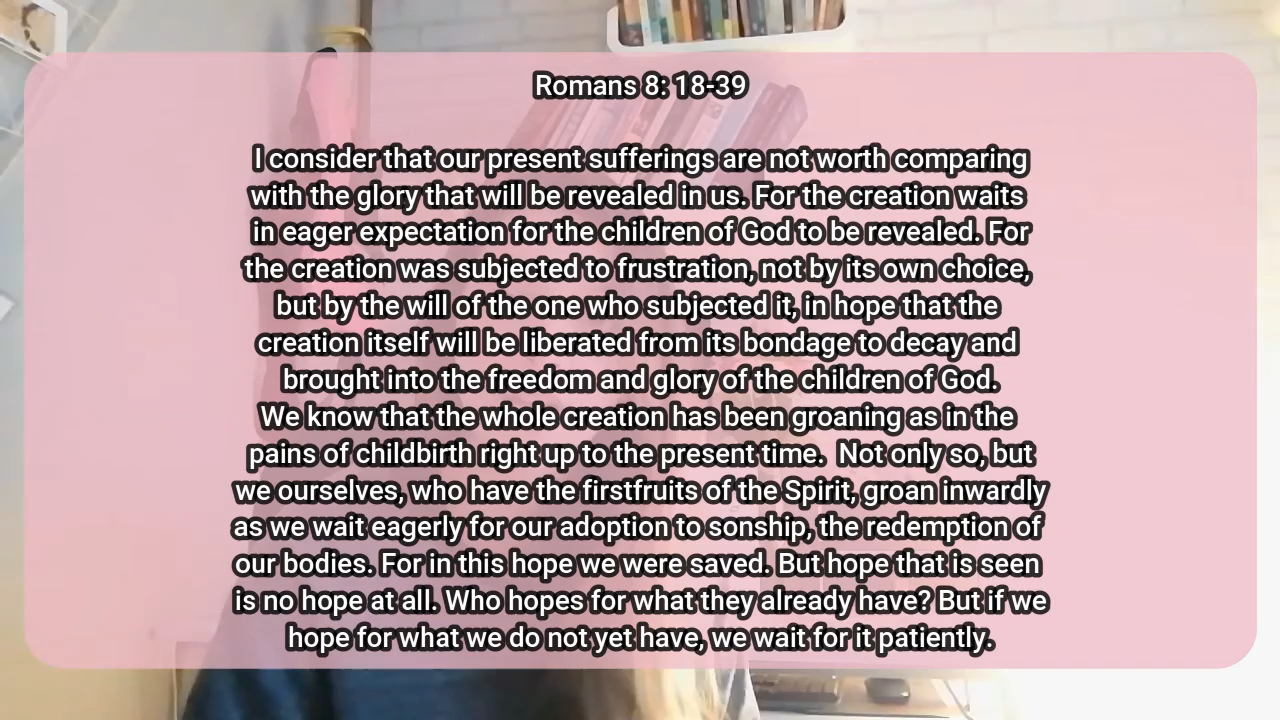 Romans 8: 18-39
I consider that our present sufferings are not worth comparing
with the glory that will be revealed in us. For the creation waits
in eager expectation for the children of God to be revealed. For
the creation was subjected to frustration, not by its own choice,
but by the will of the one who subjected it, in hope that the
creation itself will be liberated from its bondage to decay and
brought into the freedom and glory of the children of God.
We know that the whole creation has been groaning as in the
pains of childbirth right up to the present time.  Not only so, but
we ourselves, who have the firstfruits of the Spirit, groan inwardly
as we wait eagerly for our adoption to sonship, the redemption of
our bodies. For in this hope we were saved. But hope that is seen
is no hope at all. Who hopes for what they already have? But if we
hope for what we do not yet have, we wait for it patiently.